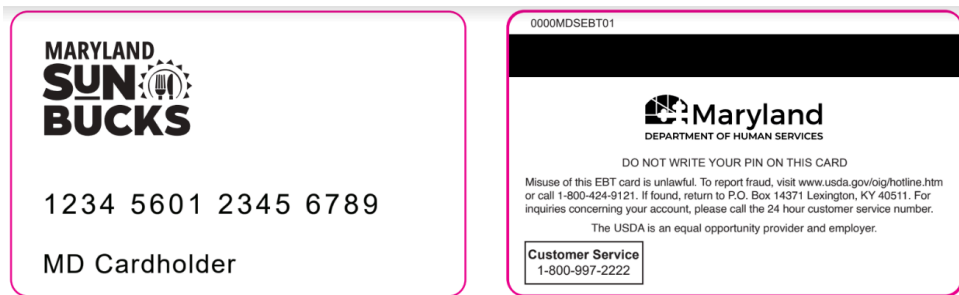 MARYLAND
SUN
BUCKS
1234 5601 2345 6789
MD Cardholder
0000MDSEBT01
Maryland
DEPARTMENT OF HUMAN SERVICES
DO NOT WRITE YOUR PIN ON THIS CARD
Misuse of this EBT card is unlawful. To report fraud, visit www.usda.gov/oig/hotline.htm
or call 1-800-424-9121. If found, return to P.O. Box 14371 Lexington, KY 40511. For
inquiries concerning your account, please call the 24 hour customer service number.
The USDA is an equal opportunity provider and employer.
Customer Service
1-800-997-2222